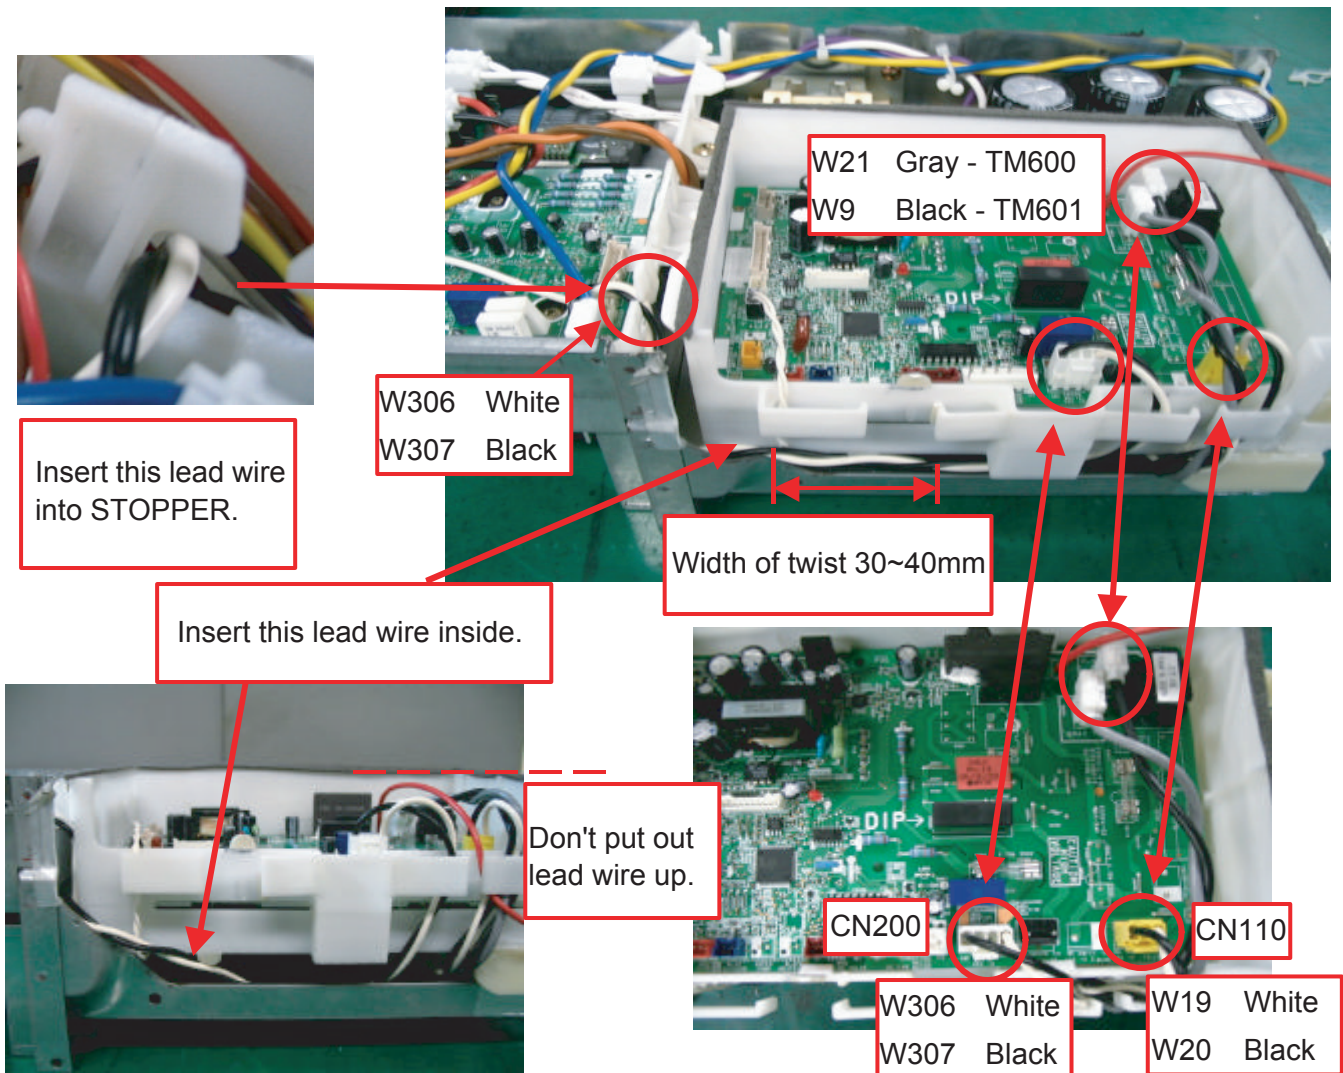 W21 Gray - TM600
W9 Black - TM601
DIP→
W306 White
W307 Black
Insert this lead wire
into STOPPER.
Width of twist 30~40mm
Insert this lead wire inside.
Don't put out
lead wire up.
DIP→
CN200
CN110
W306 White
W307 Black
W19 White
W20 Black